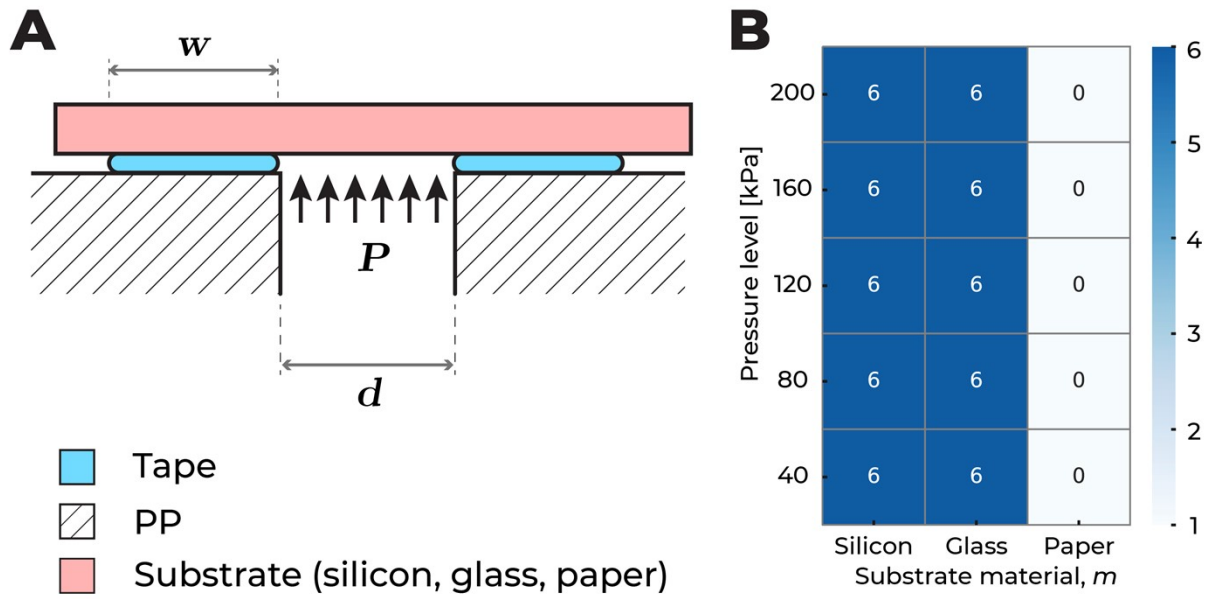 A
w
P
d
Tape
PP
Substrate (silicon, glass, paper)
B
Pressure level [kPa]
200 6 6 0
160 6 6 0
120 6 6 0
80 6 6 0
40 6 6 0
Silicon Glass Paper
Substrate material, m
6
5
4
3
2
1